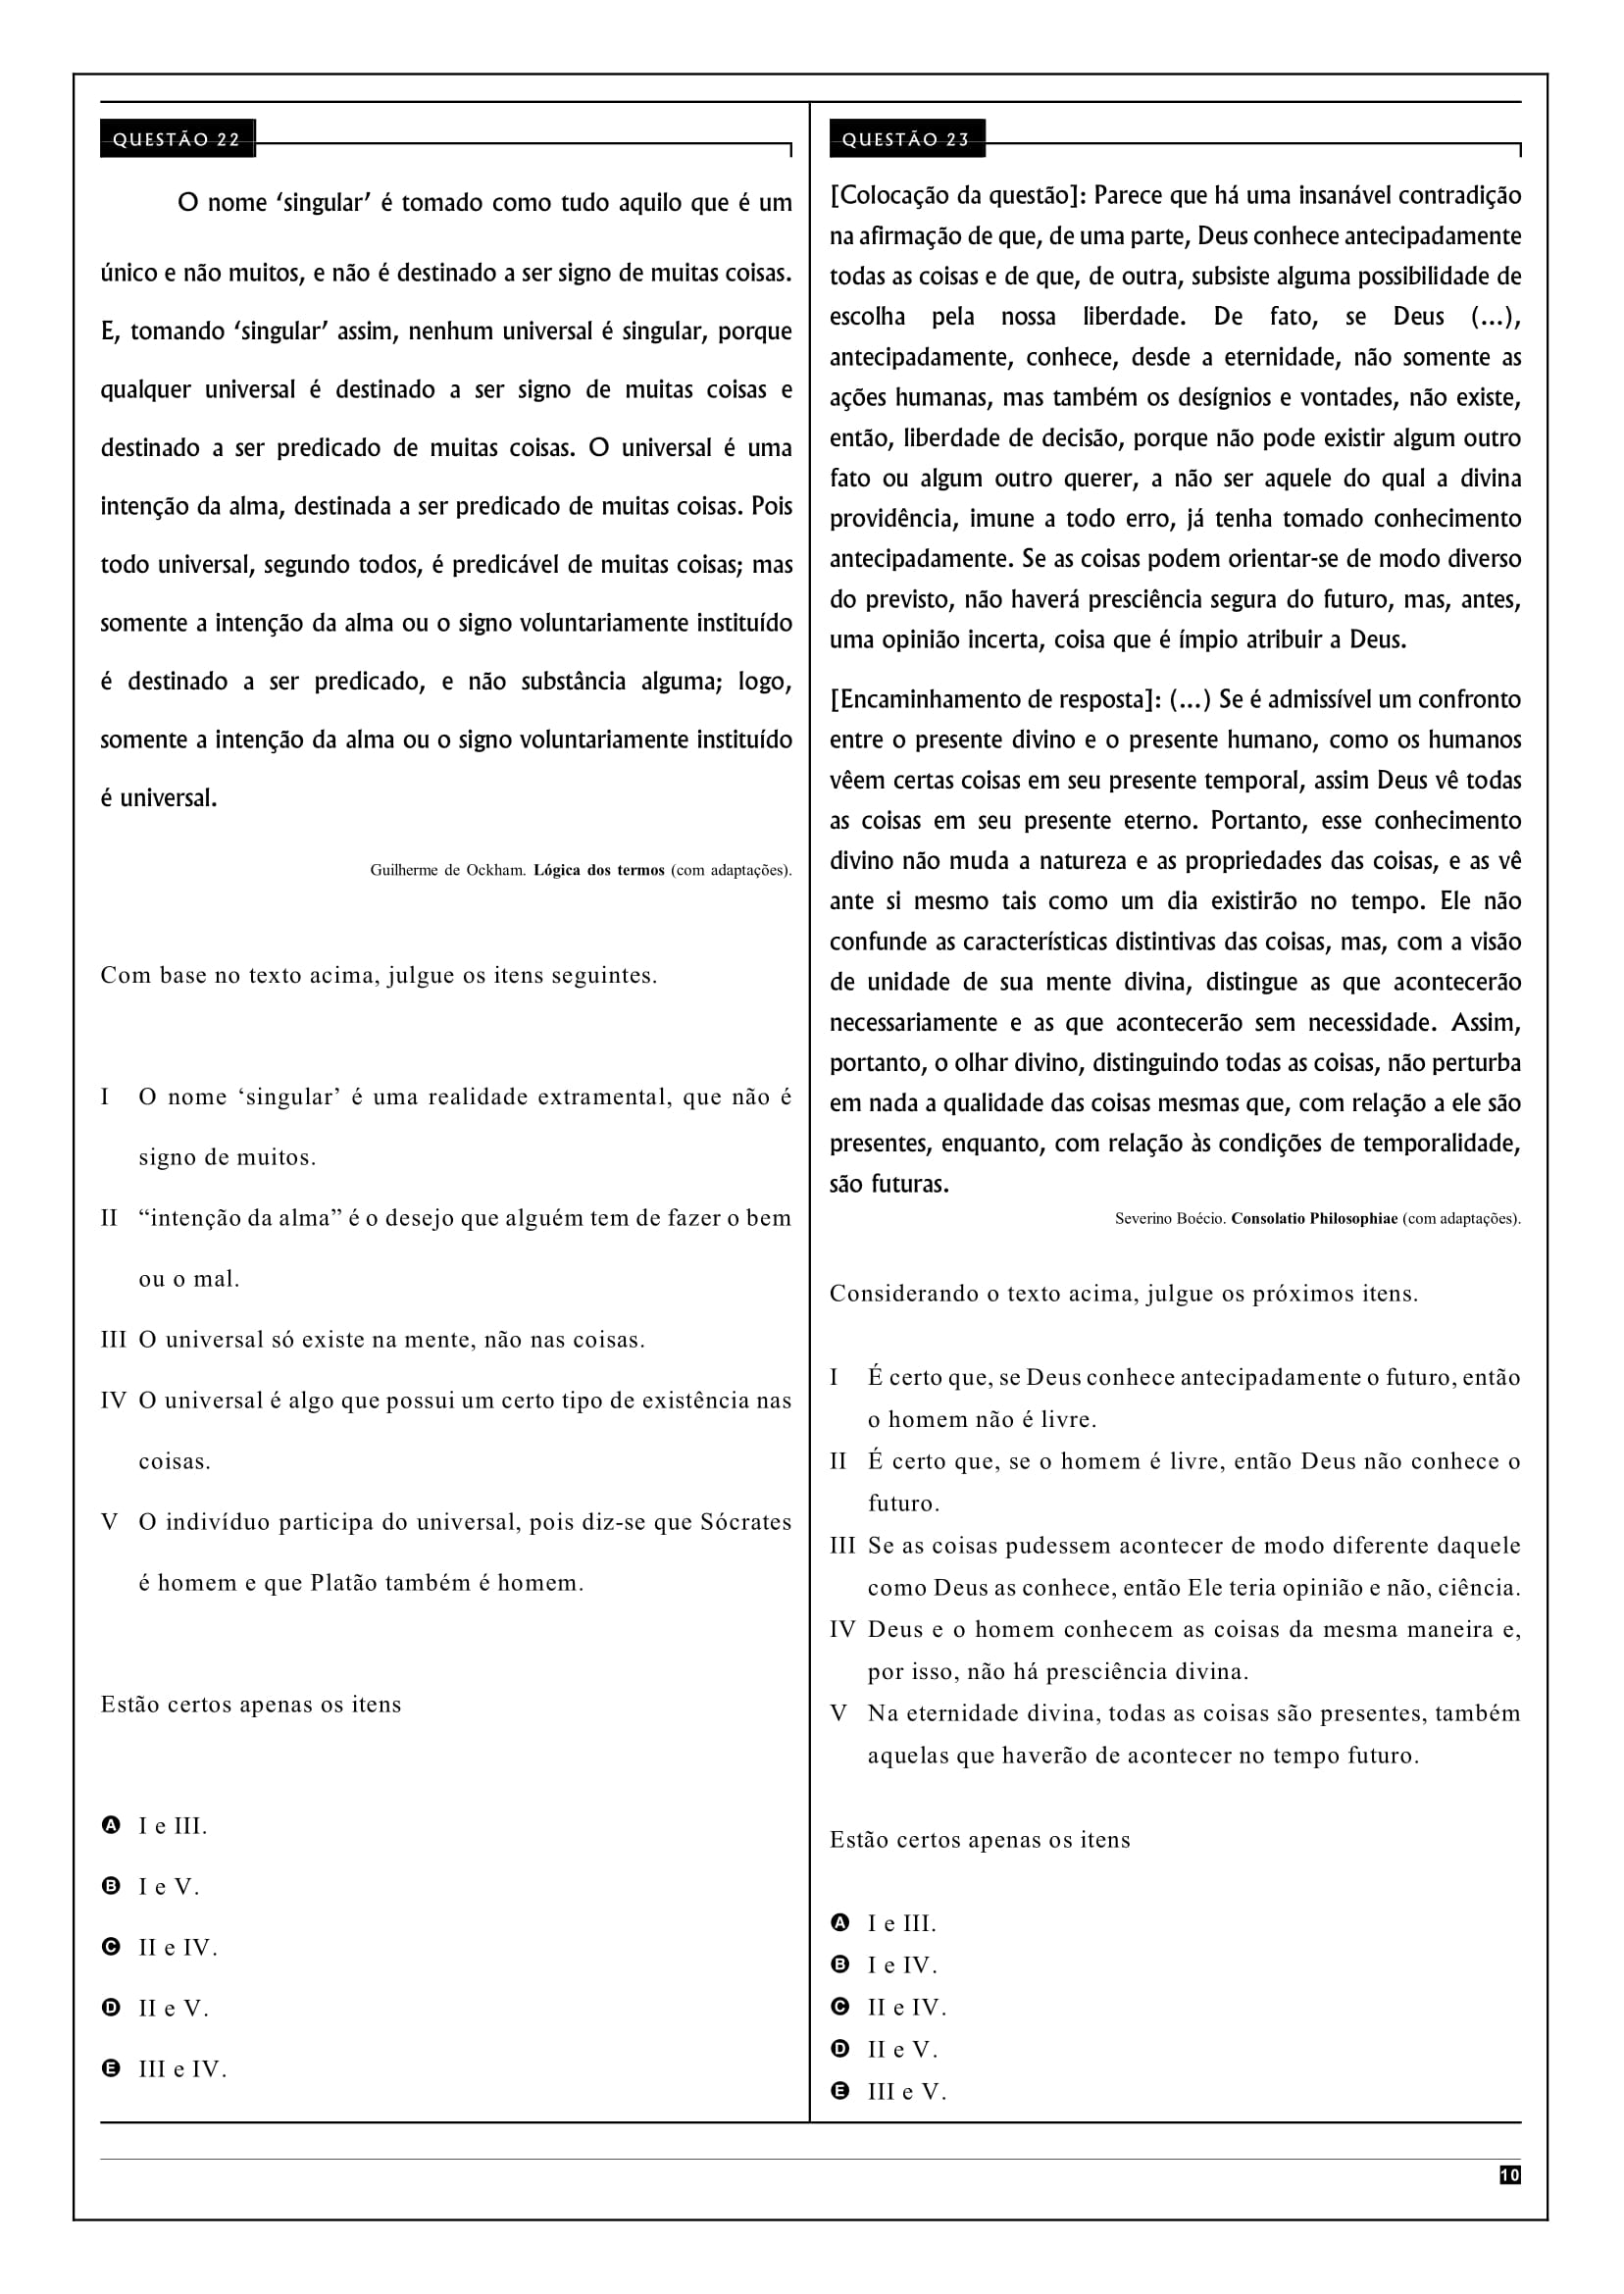 QUESTÃO 22
O nome ‘singular’ é tomado como tudo aquilo que é um
único e não muitos, e não é destinado a ser signo de muitas coisas.
E, tomando ‘singular’ assim, nenhum universal é singular, porque
qualquer universal é destinado a ser signo de muitas coisas e
destinado a ser predicado de muitas coisas. O universal é uma
intenção da alma, destinada a ser predicado de muitas coisas. Pois
todo universal, segundo todos, é predicável de muitas coisas; mas
somente a intenção da alma ou o signo voluntariamente instituído
é destinado a ser predicado, e não substância alguma; logo,
somente a intenção da alma ou o signo voluntariamente instituído
é universal.
Guilherme de Ockham. Lógica dos termos (com adaptações).
Com base no texto acima, julgue os itens seguintes.
I O nome ‘singular’ é uma realidade extramental, que não é
signo de muitos.
II “intenção da alma” é o desejo que alguém tem de fazer o bem
ou o mal.
III O universal só existe na mente, não nas coisas.
IV O universal é algo que possui um certo tipo de existência nas
coisas.
V O indivíduo participa do universal, pois diz-se que Sócrates
é homem e que Platão também é homem.
Estão certos apenas os itens
A I e III.
B I e V.
C II e IV.
D II e V.
E III e IV.
QUESTÃO 23
[Colocação da questão]: Parece que há uma insanável contradição
na afirmação de que, de uma parte, Deus conhece antecipadamente
todas as coisas e de que, de outra, subsiste alguma possibilidade de
escolha pela nossa liberdade. De fato, se Deus (...),
antecipadamente, conhece, desde a eternidade, não somente as
ações humanas, mas também os desígnios e vontades, não existe,
então, liberdade de decisão, porque não pode existir algum outro
fato ou algum outro querer, a não ser aquele do qual a divina
providência, imune a todo erro, já tenha tomado conhecimento
antecipadamente. Se as coisas podem orientar-se de modo diverso
do previsto, não haverá presciência segura do futuro, mas, antes,
uma opinião incerta, coisa que é ímpio atribuir a Deus.
[Encaminhamento de resposta]: (...) Se é admissível um confronto
entre o presente divino e o presente humano, como os humanos
vêem certas coisas em seu presente temporal, assim Deus vê todas
as coisas em seu presente eterno. Portanto, esse conhecimento
divino não muda a natureza e as propriedades das coisas, e as vê
ante si mesmo tais como um dia existirão no tempo. Ele não
confunde as características distintivas das coisas, mas, com a visão
de unidade de sua mente divina, distingue as que acontecerão
necessariamente e as que acontecerão sem necessidade. Assim,
portanto, o olhar divino, distinguindo todas as coisas, não perturba
em nada a qualidade das coisas mesmas que, com relação a ele são
presentes, enquanto, com relação às condições de temporalidade,
são futuras.
Severino Boécio. Consolatio Philosophiae (com adaptações).
Considerando o texto acima, julgue os próximos itens.
I É certo que, se Deus conhece antecipadamente o futuro, então
o homem não é livre.
II É certo que, se o homem é livre, então Deus não conhece o
futuro.
III Se as coisas pudessem acontecer de modo diferente daquele
como Deus as conhece, então Ele teria opinião e não, ciência.
IV Deus e o homem conhecem as coisas da mesma maneira e,
por isso, não há presciência divina.
V Na eternidade divina, todas as coisas são presentes, também
aquelas que haverão de acontecer no tempo futuro.
Estão certos apenas os itens
A I e III.
B I e IV.
C II e IV.
D II e V.
E III e V.
10